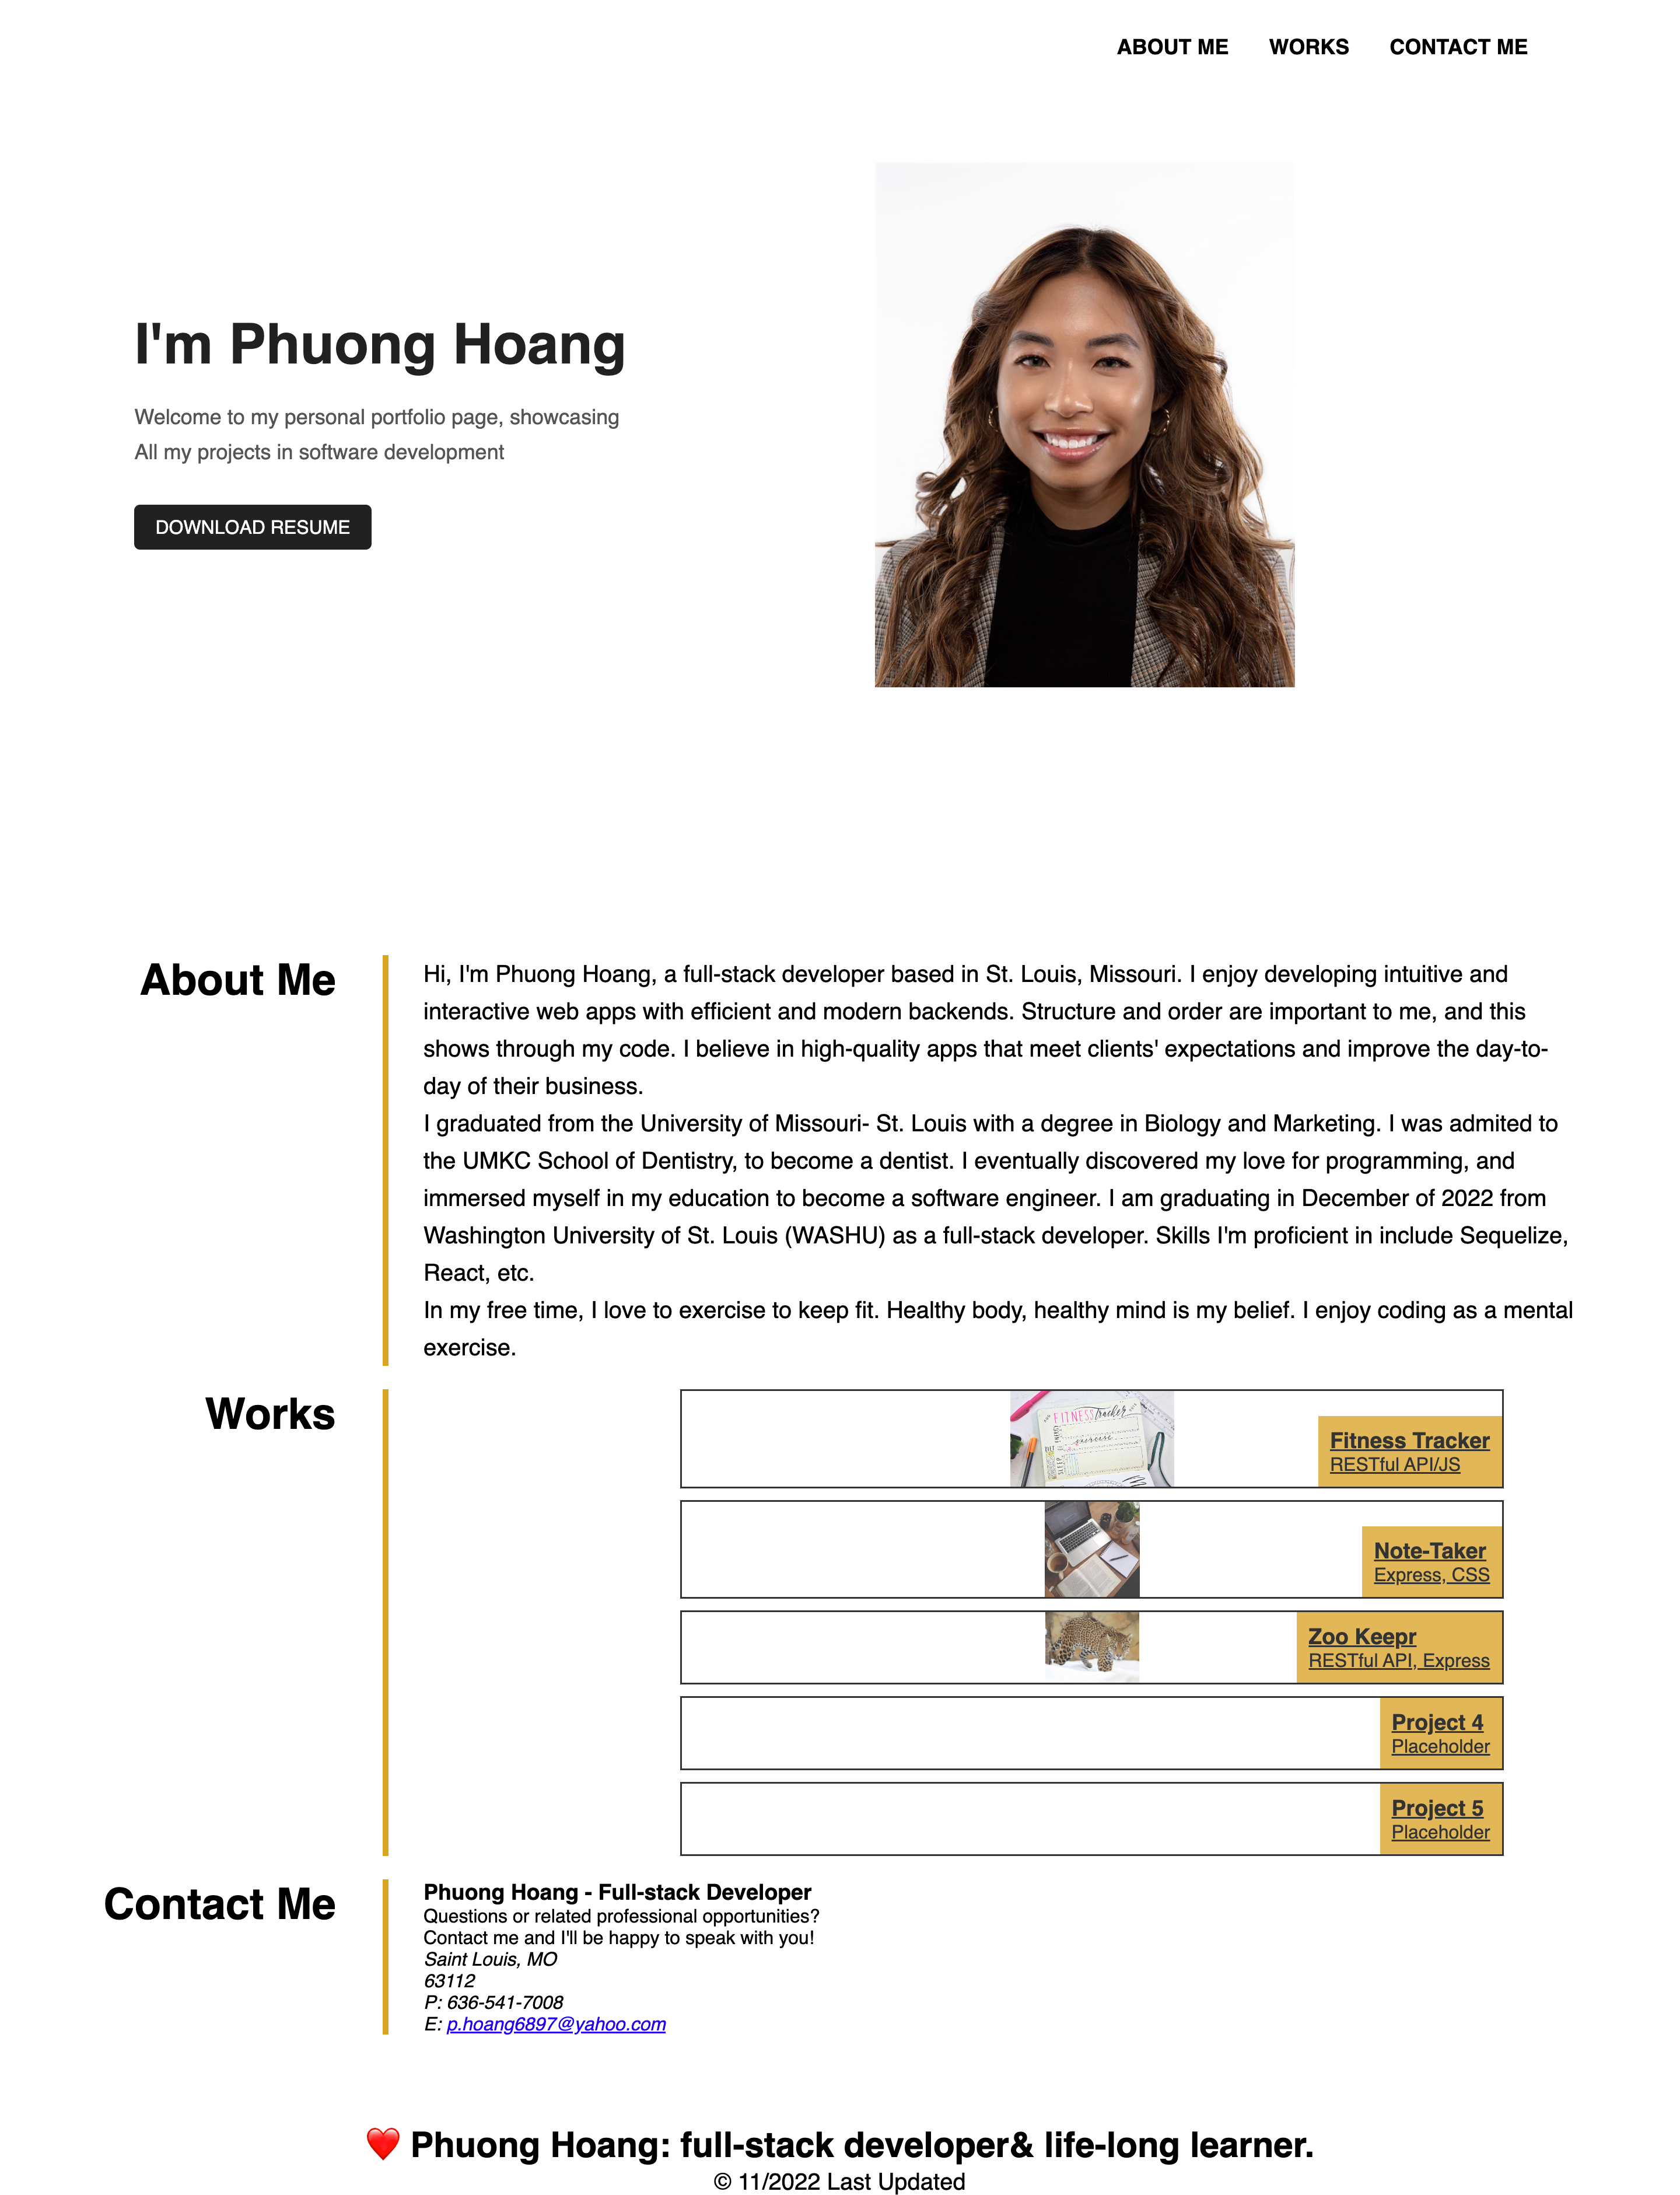 ABOUT ME WORKS CONTACT ME
I'm Phuong Hoang
Welcome to my personal portfolio page, showcasing
All my projects in software development
DOWNLOAD RESUME
About Me
Hi, I'm Phuong Hoang, a full-stack developer based in St. Louis, Missouri. I enjoy developing intuitive and
interactive web apps with efficient and modern backends. Structure and order are important to me, and this
shows through my code. I believe in high-quality apps that meet clients' expectations and improve the day-to-
day of their business.
I graduated from the University of Missouri- St. Louis with a degree in Biology and Marketing. I was admited to
the UMKC School of Dentistry, to become a dentist. I eventually discovered my love for programming, and
immersed myself in my education to become a software engineer. I am graduating in December of 2022 from
Washington University of St. Louis (WASHU) as a full-stack developer. Skills I'm proficient in include Sequelize,
React, etc.
In my free time, I love to exercise to keep fit. Healthy body, healthy mind is my belief. I enjoy coding as a mental
exercise.
Works
FITNESS Tracker
exercise
SLEEP
Fitness Tracker
RESTful API/JS
Note-Taker
Express, CSS
Zoo Keepr
RESTful API, Express
Project 4
Placeholder
Project 5
Placeholder
Contact Me
Phuong Hoang - Full-stack Developer
Questions or related professional opportunities?
Contact me and I'll be happy to speak with you!
Saint Louis, MO
63112
P: 636-541-7008
E: p.hoang6897@yahoo.com
❤️ Phuong Hoang: full-stack developer& life-long learner.
© 11/2022 Last Updated